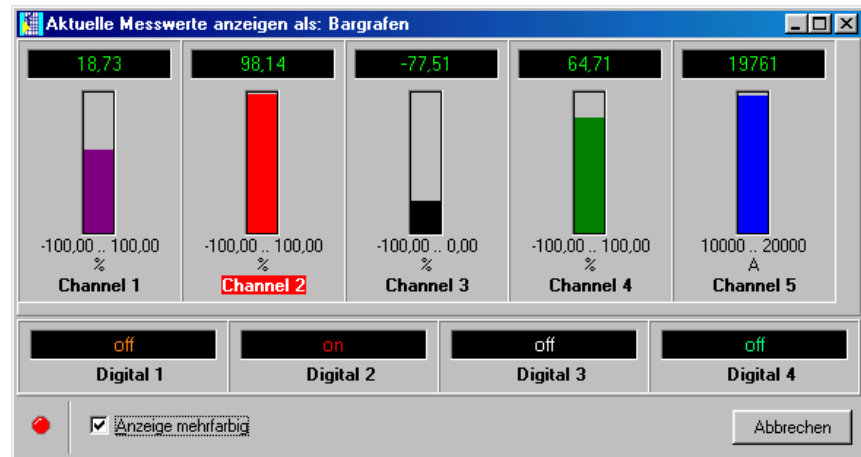 Aktuelle Messwerte anzeigen als: Bargrafen
18,73 98,14 -77,51 64,71 19761
-100,00 .. 100,00 -100,00 .. 100,00 -100,00 .. 0,00 -100,00 .. 100,00 10000 .. 20000
% % % % A
Channel 1 Channel 2 Channel 3 Channel 4 Channel 5
off on off off
Digital 1 Digital 2 Digital 3 Digital 4
Anzeige mehrfarbig Abbrechen